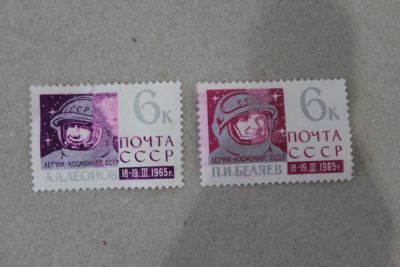 СССР
6к
ПОЧТА
СССР
ЛЕТЧИК-КОСМОНАВТ СССР
А.А.ЛЕОНОВ
18-19.III.1965г.
6к
ПОЧТА
СССР
ЛЕТЧИК-КОСМОНАВТ СССР
П.И.БЕЛЯЕВ
18-19.III.1965г.